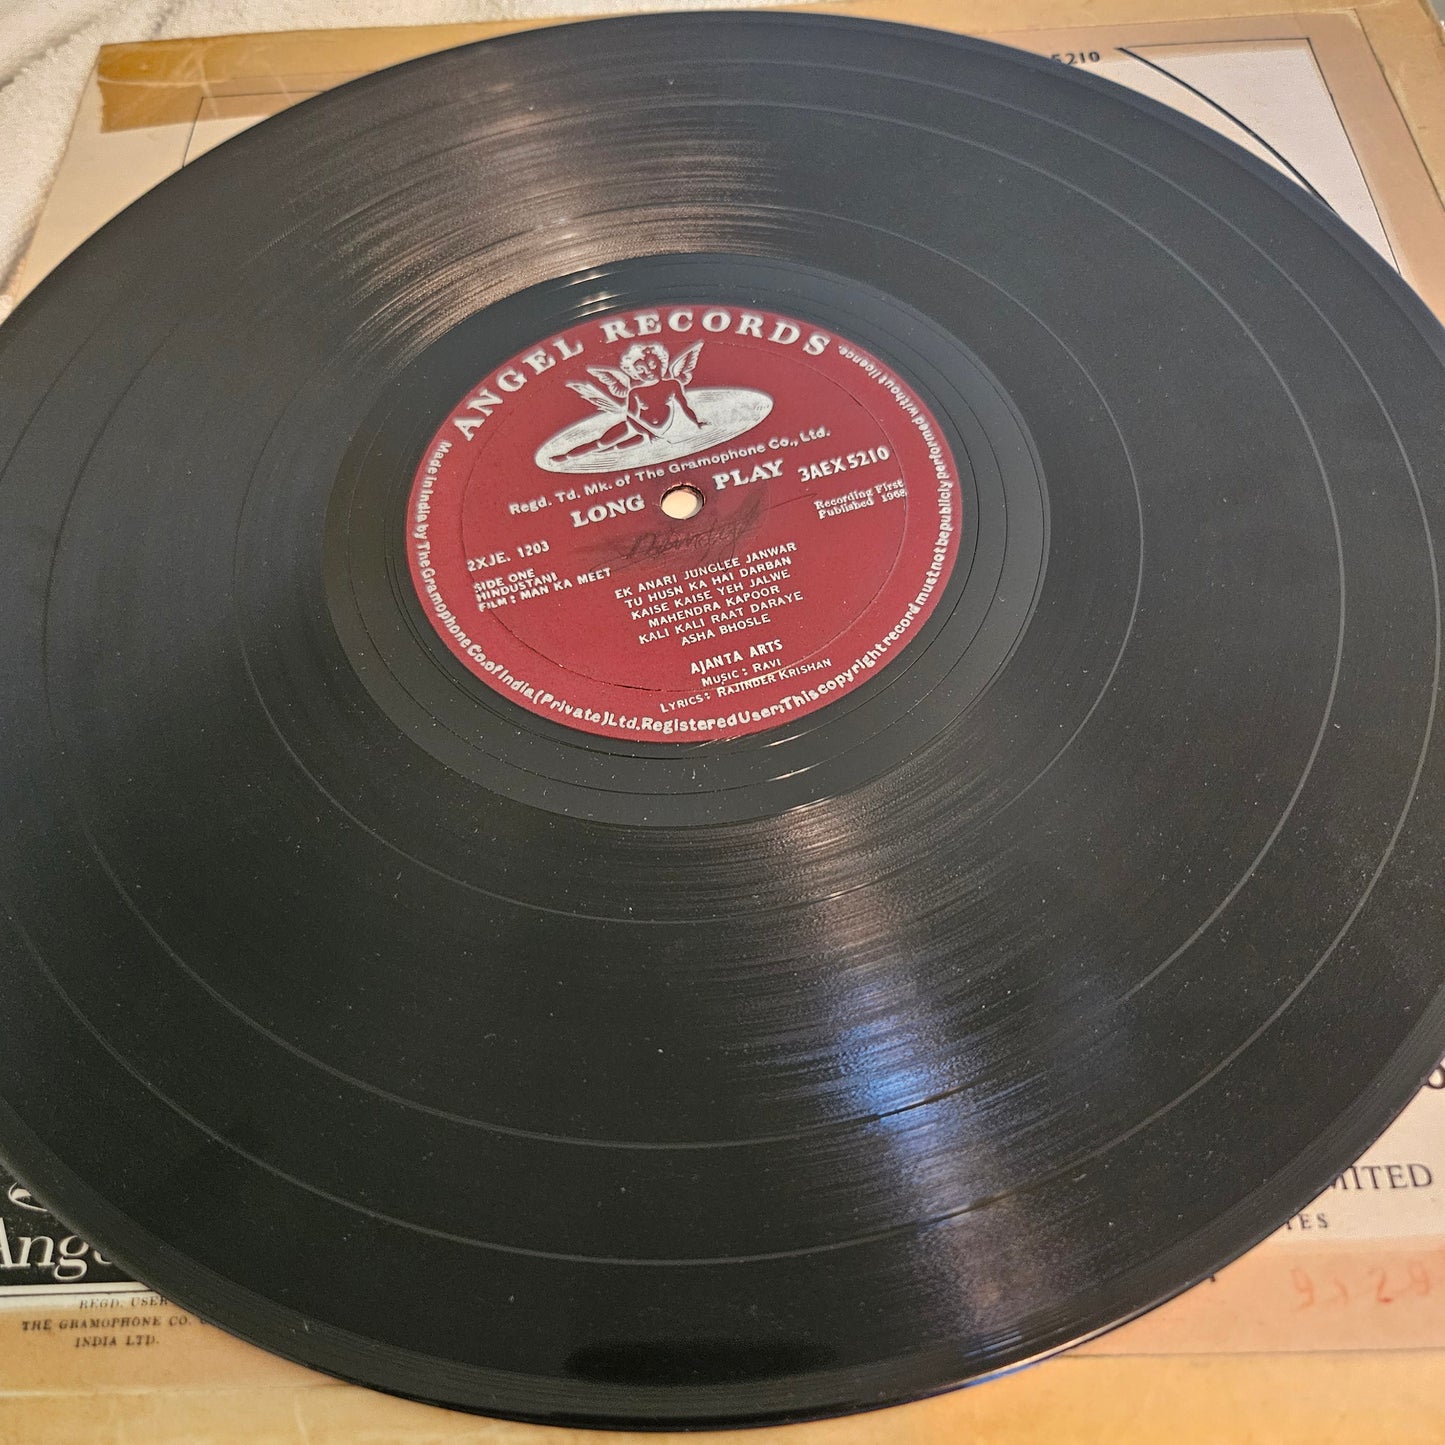 5210
ANGEL RECORDS
Regd. Td. Mk. of The Gramophone Co., Ltd.
LONG PLAY
3AEX 5210
Recording First
Published 1968
2XJE. 1203
SIDE ONE
HINDUSTANI
FILM : MAN KA MEET
EK ANARI JUNGLEE JANWAR
TU HUSN KA HAI DARBAN
KAISE KAISE YEH JALWE
MAHENDRA KAPOOR
KALI KALI RAAT DARAYE
ASHA BHOSLE
AJANTA ARTS
MUSIC : RAVI
LYRICS : RAJINDER KRISHAN
Made in India by The Gramophone Co. of India (Private) Ltd. Registered User: This copyright record must not be publicly performed without licence.
Ange
REGD. USER
THE GRAMOPHONE CO.
INDIA LTD.
MITED
TES